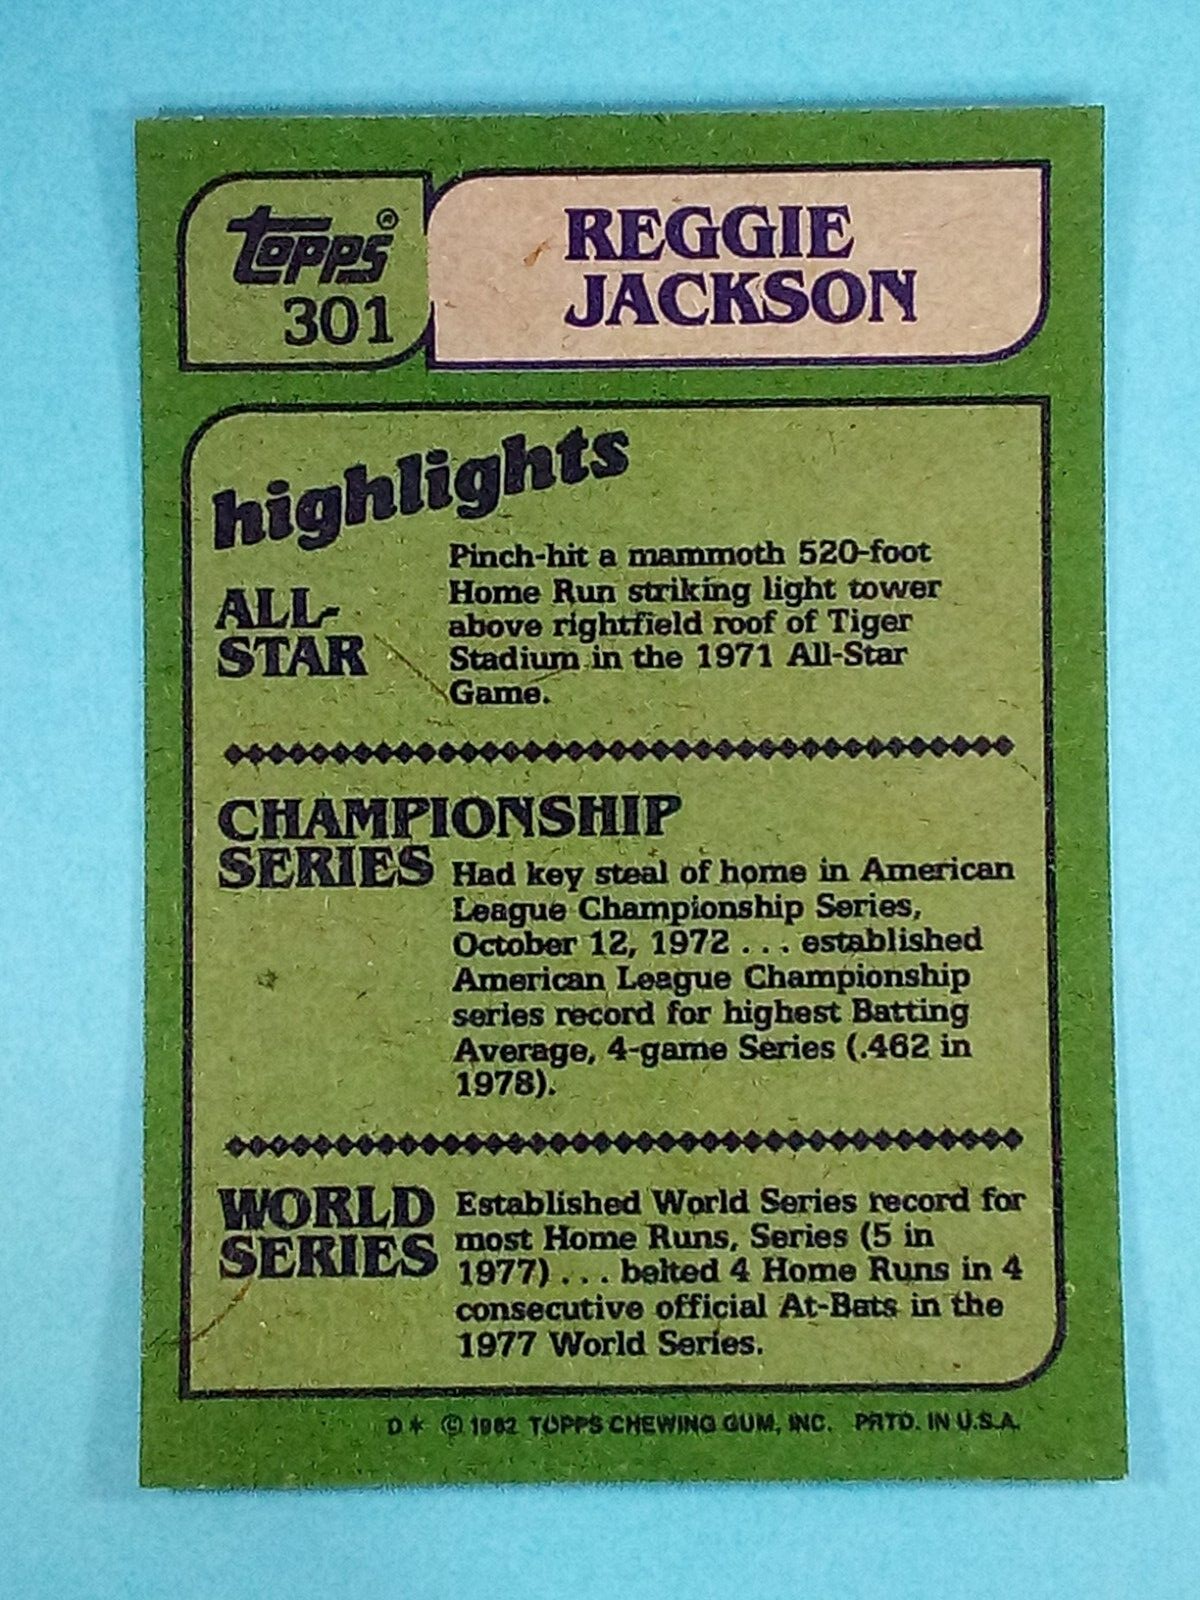 Topps®
301
REGGIE
JACKSON
highlights
ALL-
STAR
Pinch-hit a mammoth 520-foot
Home Run striking light tower
above rightfield roof of Tiger
Stadium in the 1971 All-Star
Game.
CHAMPIONSHIP
SERIES
Had key steal of home in American
League Championship Series,
October 12, 1972 . . . established
American League Championship
series record for highest Batting
Average, 4-game Series (.462 in
1978).
WORLD
SERIES
Established World Series record for
most Home Runs, Series (5 in
1977) . . . belted 4 Home Runs in 4
consecutive official At-Bats in the
1977 World Series.
D* © 1982 TOPPS CHEWING GUM, INC. PRTD. IN U.S.A.